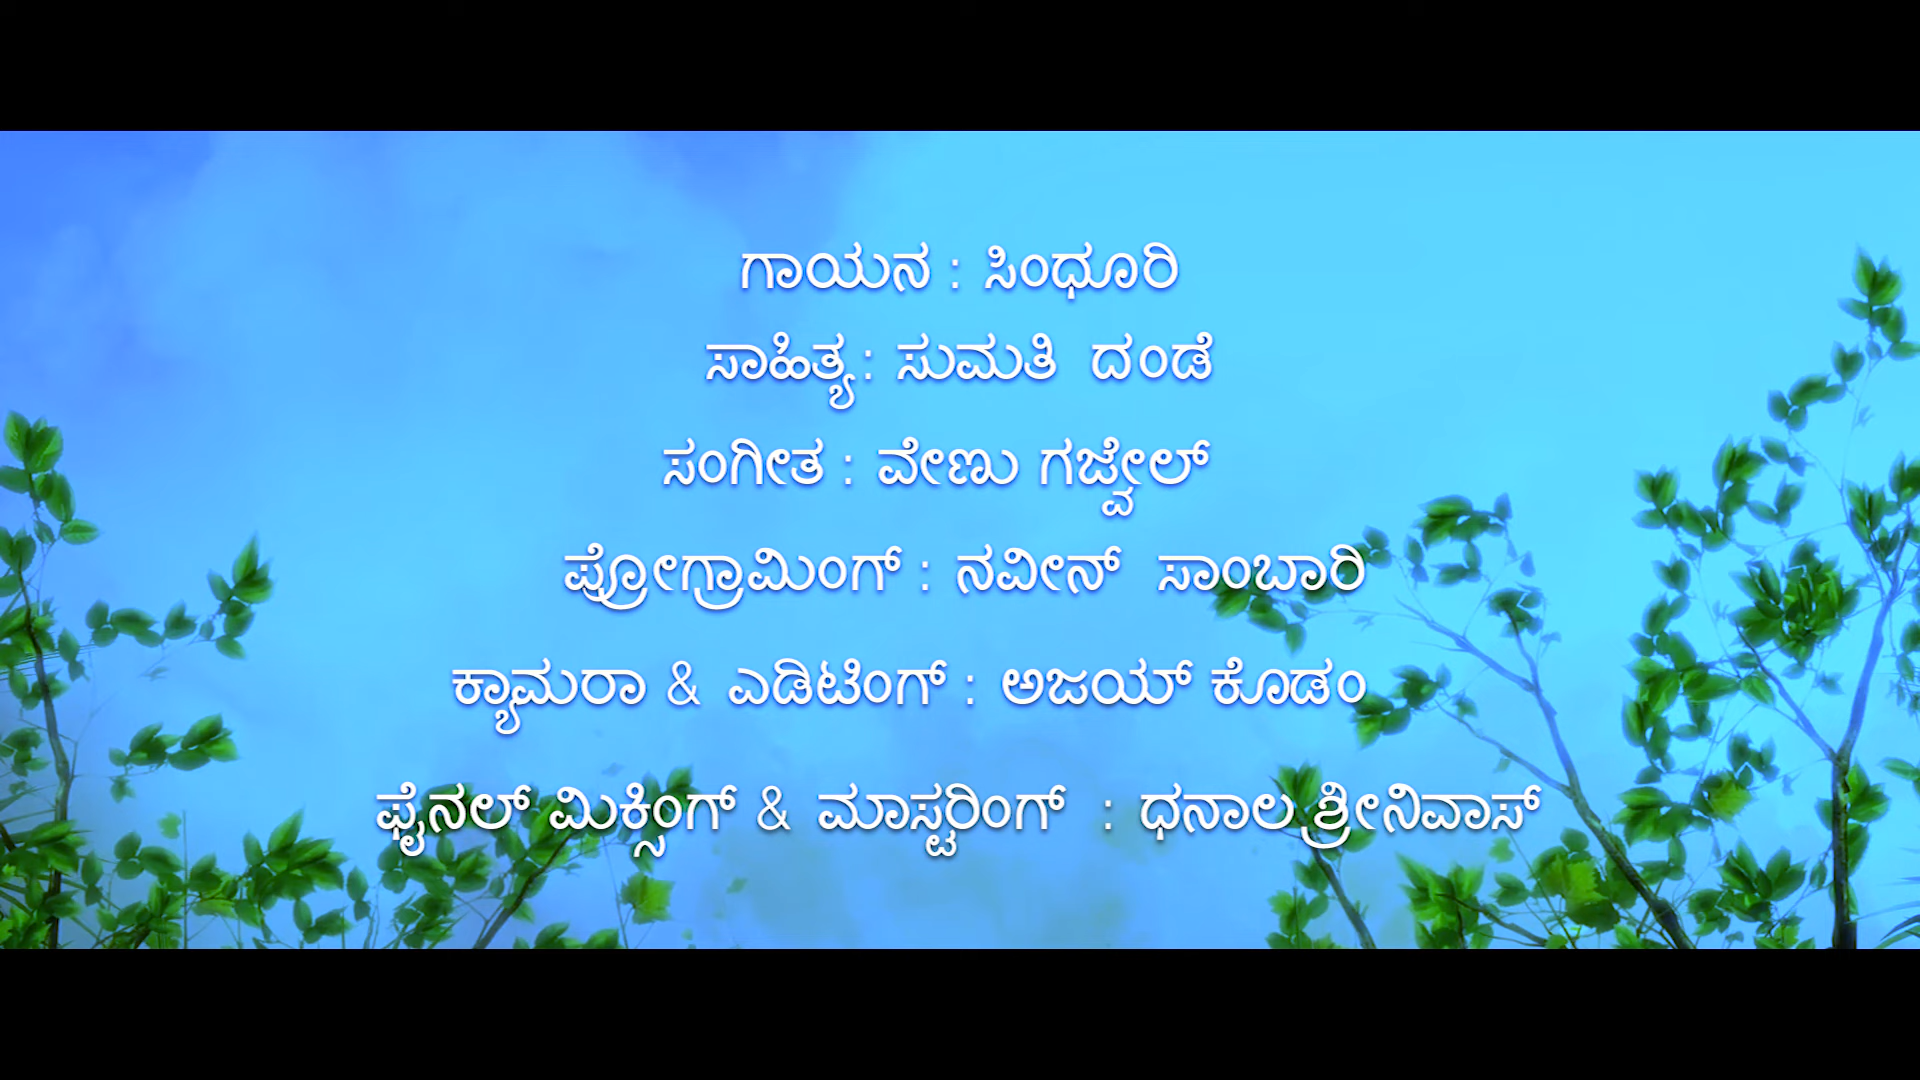 ಗಾಯನ : ಸಿಂಧೂರಿ
ಸಾಹಿತ್ಯ : ಸುಮತಿ ದಂಡೆ
ಸಂಗೀತ : ವೇಣು ಗಜ್ವೇಲ್
ಪ್ರೋಗ್ರಾಮಿಂಗ್ : ನವೀನ್ ಸಾಂಬಾರಿ
ಕ್ಯಾಮರಾ & ಎಡಿಟಿಂಗ್ : ಅಜಯ್ ಕೊಡಂ
ಫೈನಲ್ ಮಿಕ್ಸಿಂಗ್ & ಮಾಸ್ಟರಿಂಗ್ : ಧನಾಲ ಶ್ರೀನಿವಾಸ್